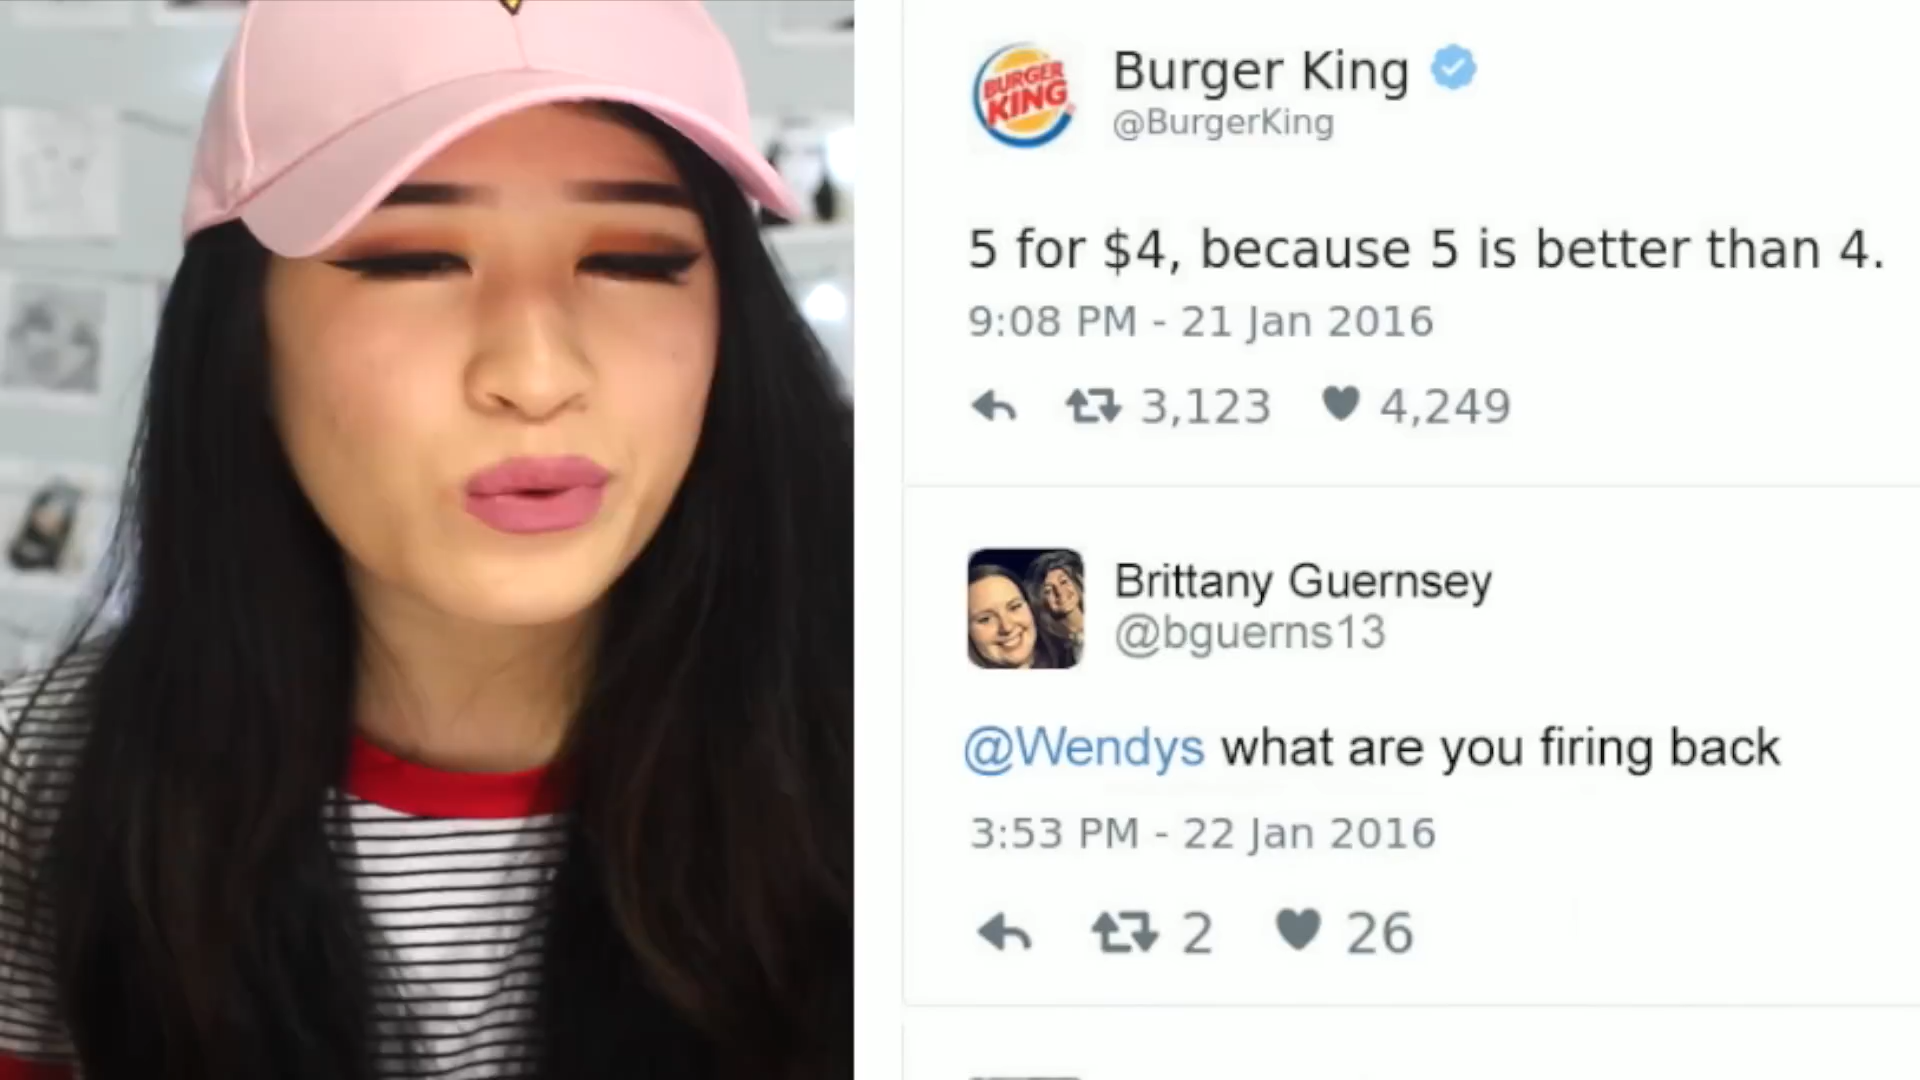 BURGER
KING
Burger King
@BurgerKing
5 for $4, because 5 is better than 4.
9:08 PM - 21 Jan 2016
3,123 4,249
Brittany Guernsey
@bguerns13
@Wendys what are you firing back
3:53 PM - 22 Jan 2016
2 26